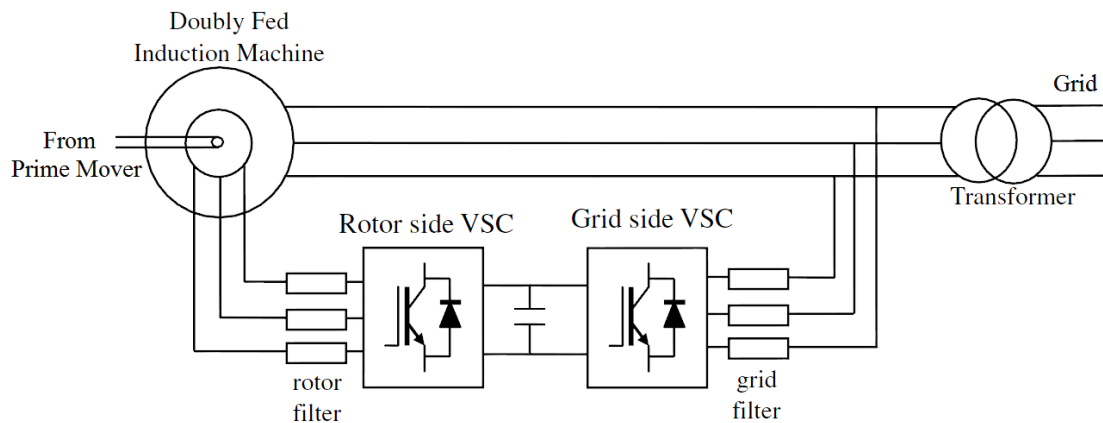 Doubly Fed
Induction Machine
Grid
From
Prime Mover
Transformer
Rotor side VSC
Grid side VSC
rotor
filter
grid
filter